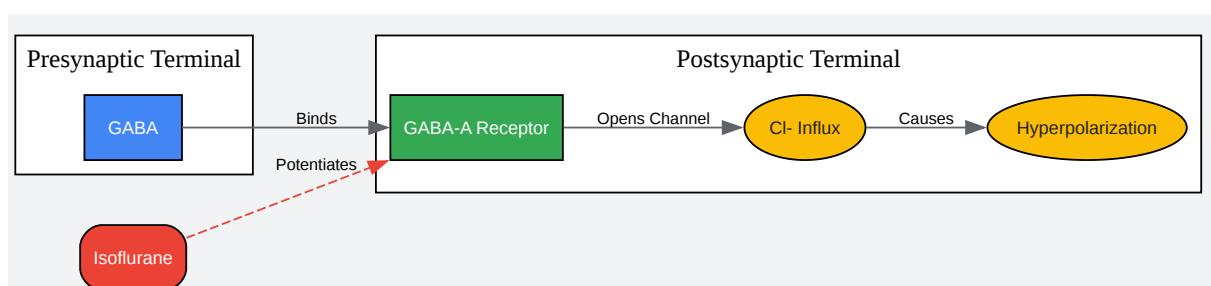 Presynaptic Terminal
Postsynaptic Terminal
GABA
Binds
GABA-A Receptor
Opens Channel
Cl- Influx
Causes
Hyperpolarization
Potentiates
Isoflurane